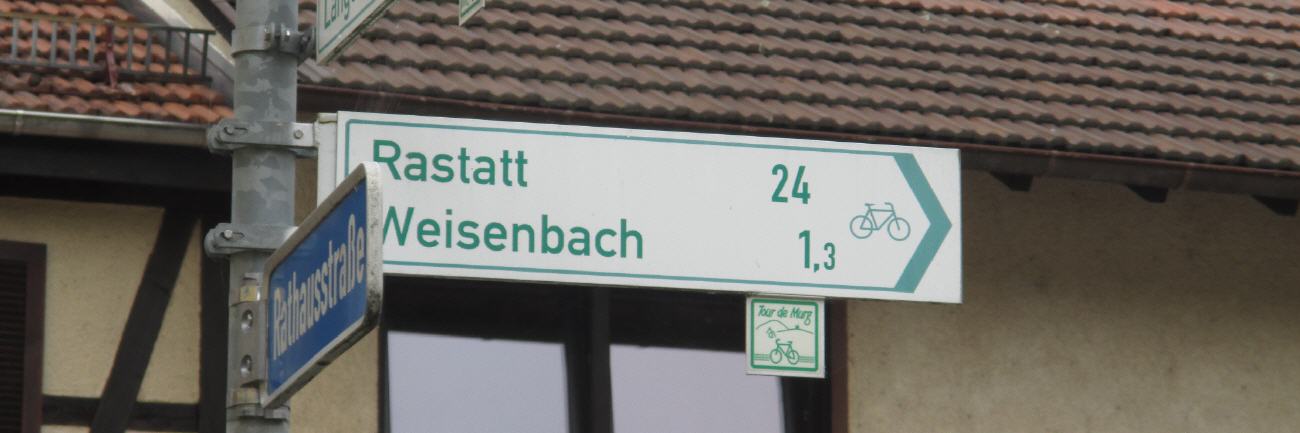 Rastatt 24
Weisenbach 1,3
Rathausstraße
Tour de Murg